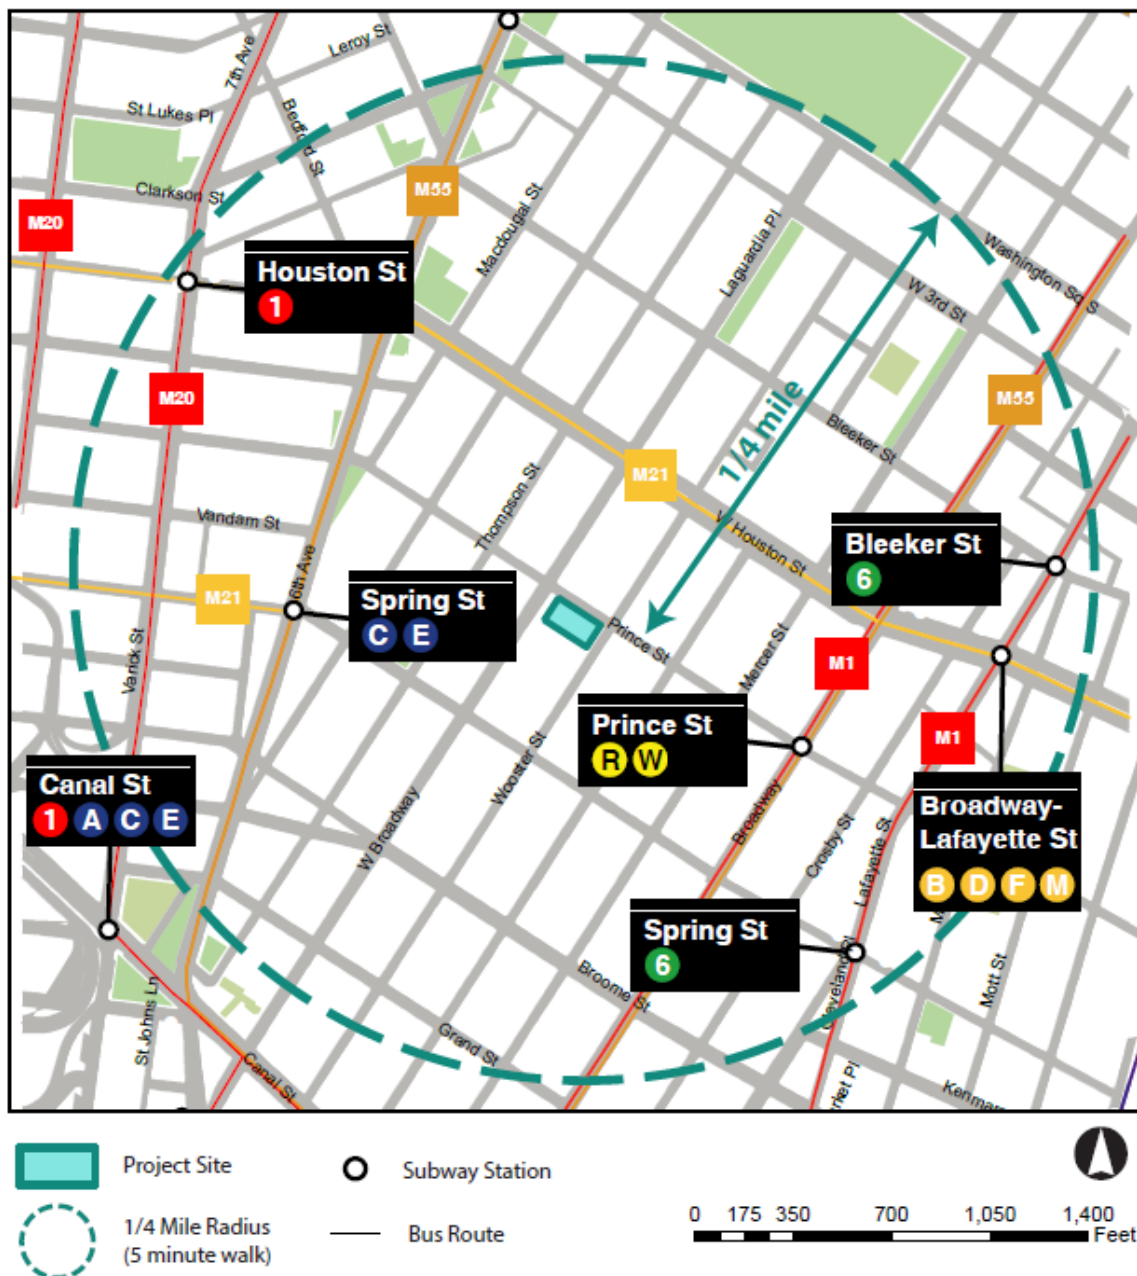 Leroy St
7th Ave
St Lukes Pl
Bedford St
Clarkson St
M20
M55
Macdougal St
Laguardia Pl
Washington Sq S
W 3rd St
Houston St
1
M20
M55
1/4 mile
Bleeker St
M21
Thompson St
W Houston St
Vandam St
Bleeker St
6
6th Ave
M21
Spring St
C E
Prince St
Mercer St
Varick St
M1
Prince St
R W
M1
Wooster St
Canal St
1 A C E
W Broadway
Broadway
Crosby St
Lafayette St
Broadway-
Lafayette St
B D F M
Spring St
6
Cleveland Pl
Mott St
Broome St
St Johns Ln
Grand St
Canal St
Project Site
Subway Station
1/4 Mile Radius
(5 minute walk)
Bus Route
0 175 350 700 1,050 1,400
Feet